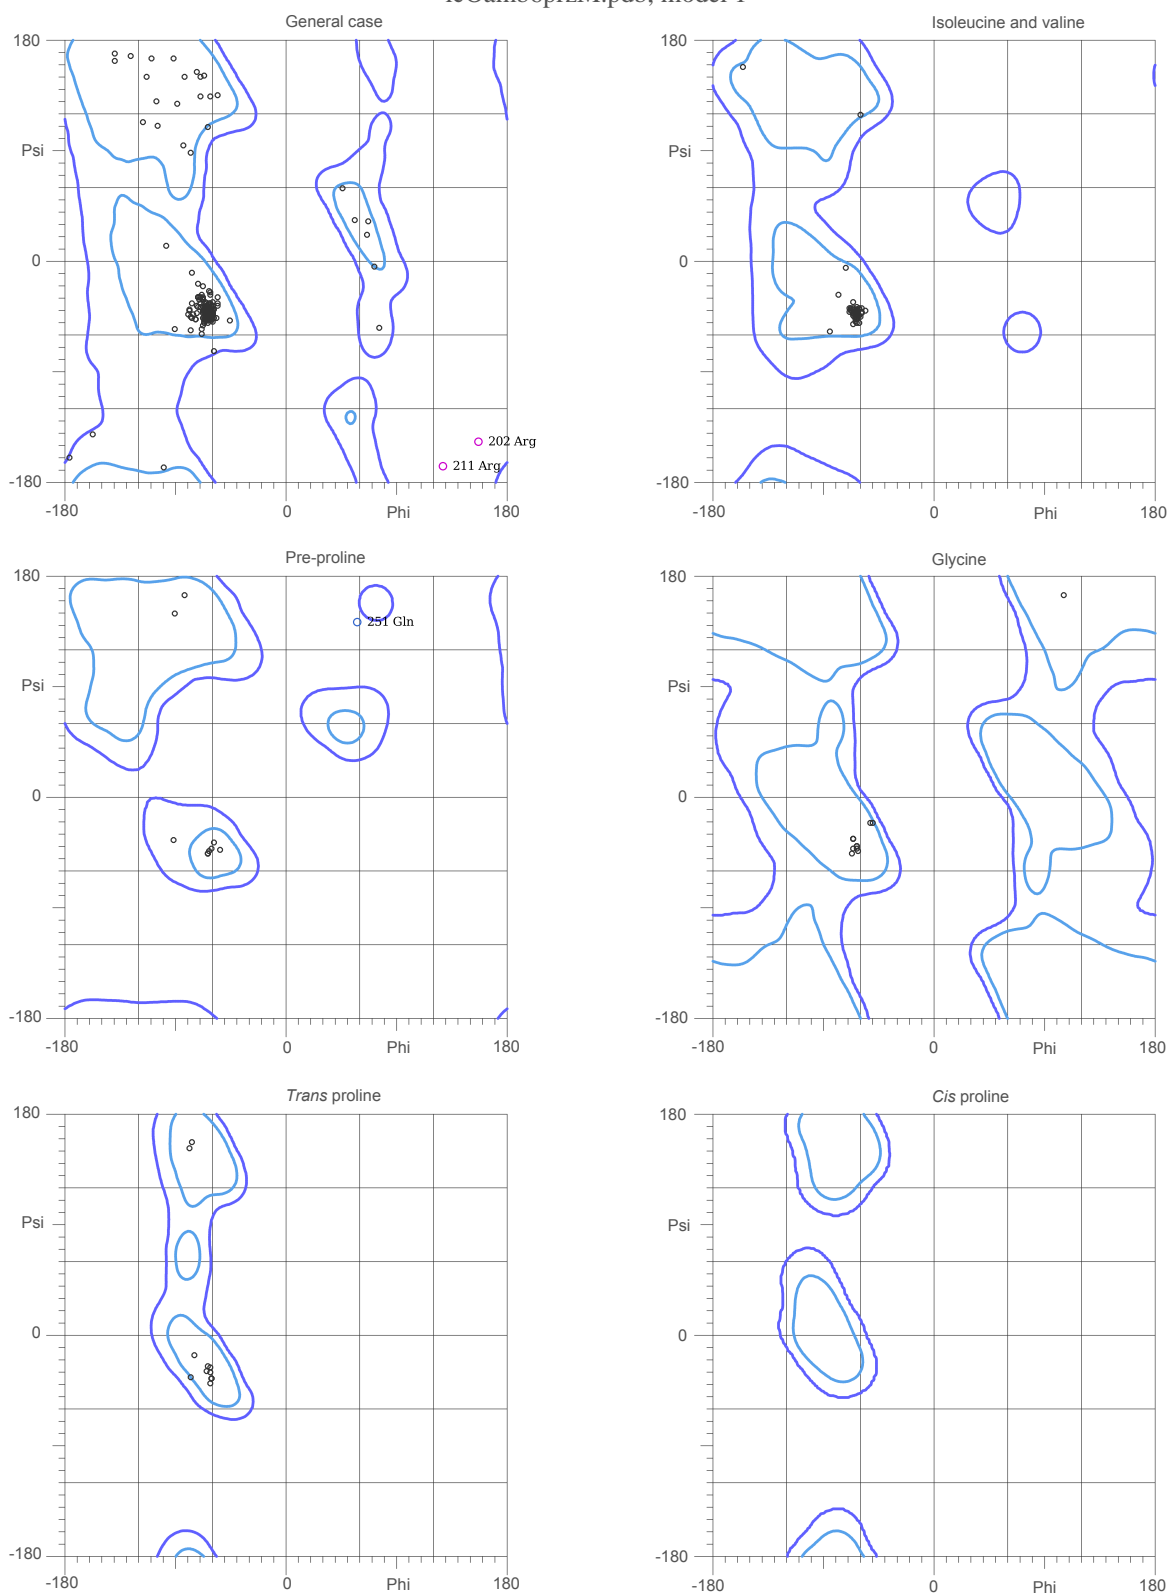 General case
Isoleucine and valine
180
Psi
0
-180
202 Arg
211 Arg
-180
0
Phi
180
180
Psi
0
-180
-180
0
Phi
180
Pre-proline
Glycine
180
Psi
0
-180
251 Gln
-180
0
Phi
180
180
Psi
0
-180
-180
0
Phi
180
Trans proline
Cis proline
180
Psi
0
-180
-180
0
Phi
180
180
Psi
0
-180
-180
0
Phi
180